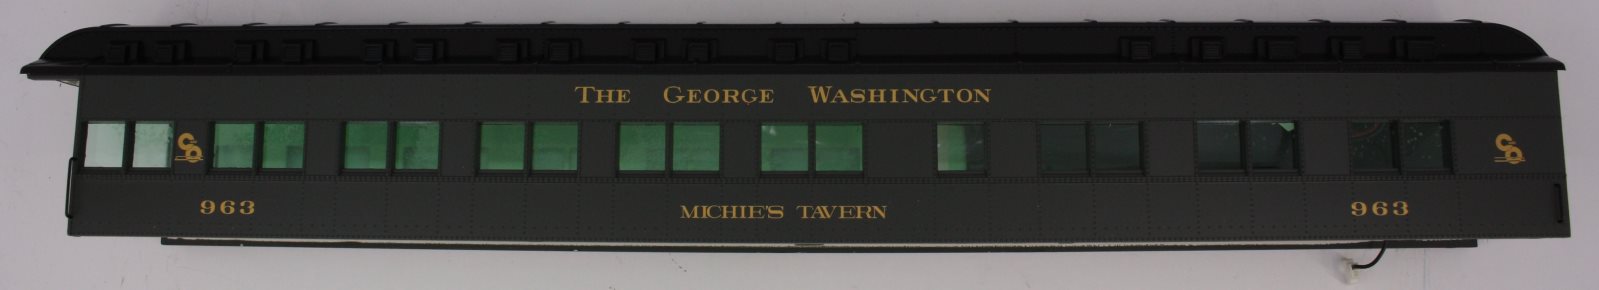 THE GEORGE WASHINGTON
C&O
C&O
963
MICHIE'S TAVERN
963